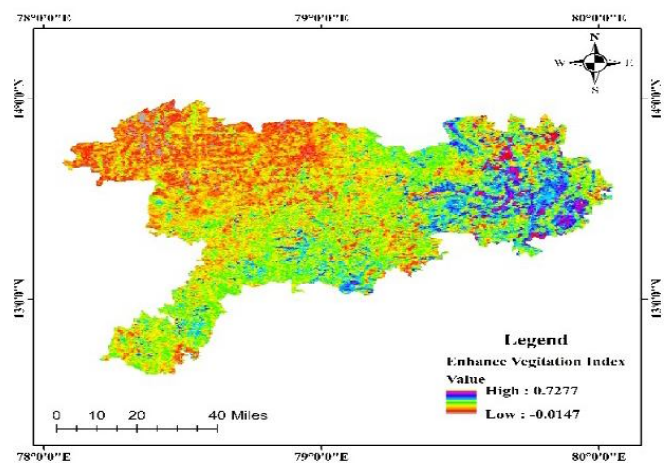 78°0'0"E 79°0'0"E 80°0'0"E
N
W E
S
14°0'0"N 14°0'0"N
13°0'0"N 13°0'0"N
Legend
Enhance Vegitation Index
Value
High : 0.7277
Low : -0.0147
0 10 20 40 Miles
78°0'0"E 79°0'0"E 80°0'0"E